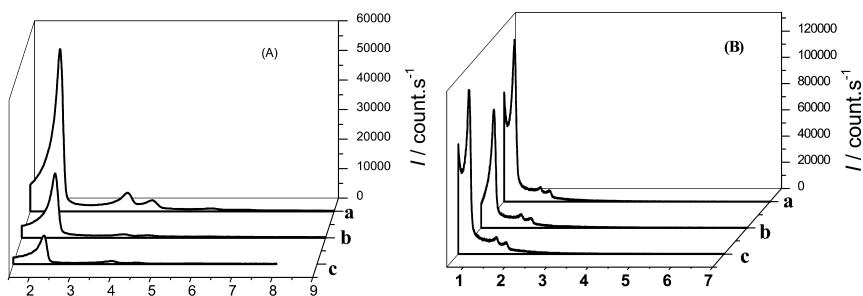 (A)
60000
50000
40000
30000
20000
10000
0
I / count.s-1
a
b
c
2 3 4 5 6 7 8 9
(B)
120000
100000
80000
60000
40000
20000
0
I / count.s-1
a
b
c
1 2 3 4 5 6 7